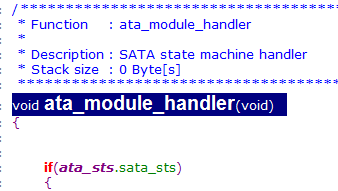 /**************************************
* Function : ata_module_handler
*
* Description : SATA state machine handler
* Stack size : 0 Byte[s]
**************************************
void ata_module_handler(void)
{
if(ata_sts.sata_sts)
{